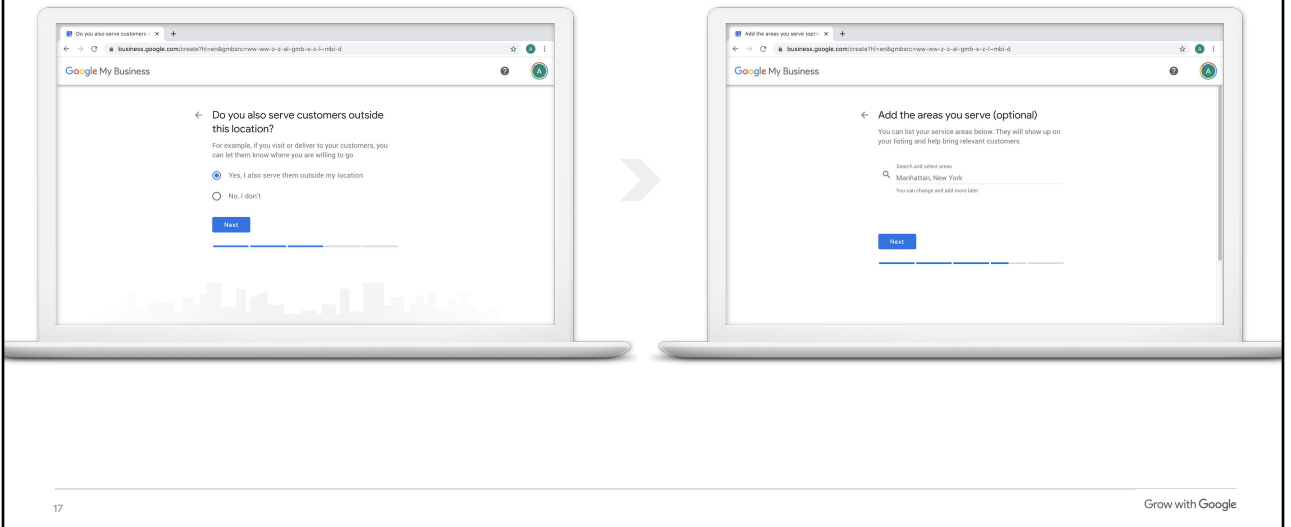 Do you also serve customers o
business.google.com/create?hl=en&gmbsrc=ww-ww-z-z-al-gmb-s-z-l~mbi-d
A
Google My Business
A
Do you also serve customers outside
this location?
For example, if you visit or deliver to your customers, you
can let them know where you are willing to go
Yes, I also serve them outside my location
No, I don't
Next
Add the areas you serve (optio
business.google.com/create?hl=en&gmbsrc=ww-ww-z-z-al-gmb-s-z-l~mbi-d
A
Google My Business
A
Add the areas you serve (optional)
You can list your service areas below. They will show up on
your listing and help bring relevant customers.
Search and select areas
Manhattan, New York
You can change and add more later
Next
17
Grow with Google